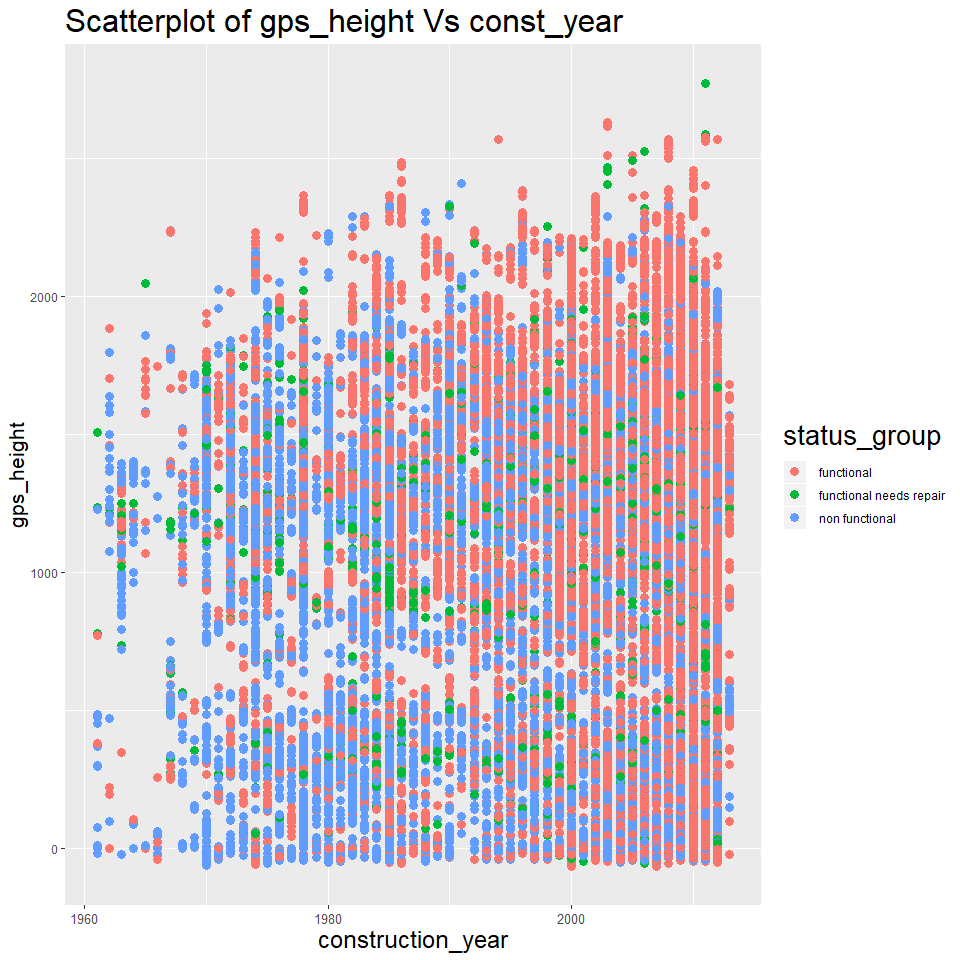 Scatterplot of gps_height Vs const_year
gps_height
2000
1000
0
1960
1980
2000
construction_year
status_group
functional
functional needs repair
non functional